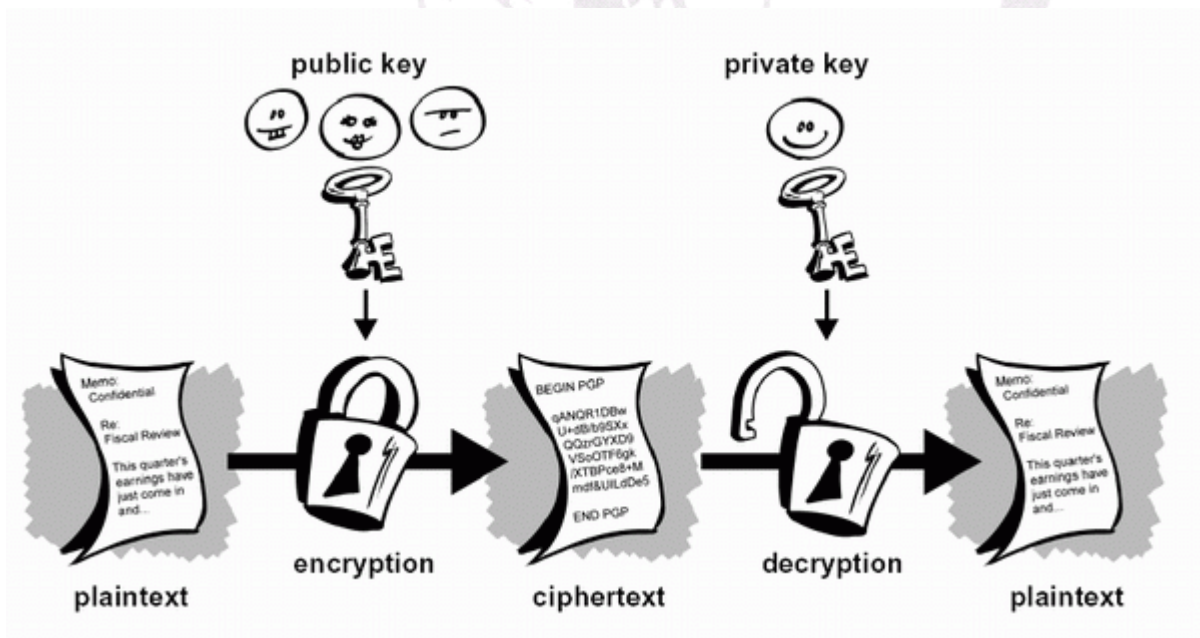 public key
private key
Memo:
Confidential
Re:
Fiscal Review
This quarter's
earnings have
just come in
and...
BEGIN PGP
qANQR1DBw
U+dB/b9SXx
QQzrGYXD9
VSoOTF6gk
/XTBPce8+M
mdf&UILdDe5
END PGP
Memo:
Confidential
Re:
Fiscal Review
This quarter's
earnings have
just come in
and...
encryption
decryption
plaintext
ciphertext
plaintext